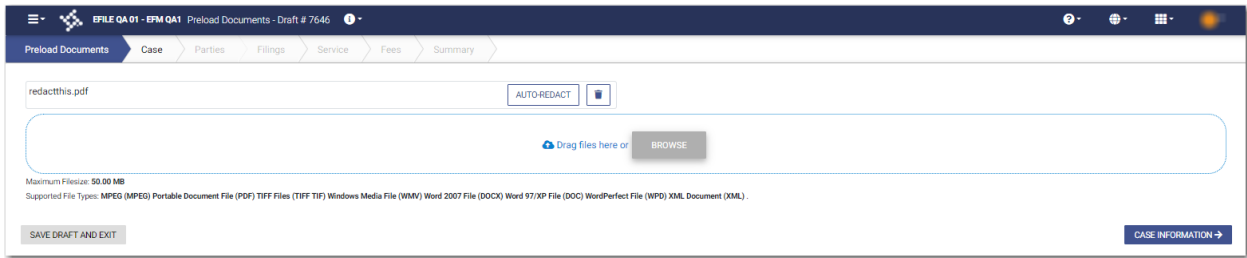 EFILE QA 01 - EFM QA1 Preload Documents - Draft # 7646
Preload Documents Case Parties Filings Service Fees Summary
redactthis.pdf AUTO-REDACT
Drag files here or BROWSE
Maximum Filesize: 50.00 MB
Supported File Types: MPEG (MPEG) Portable Document File (PDF) TIFF Files (TIFF TIF) Windows Media File (WMV) Word 2007 File (DOCX) Word 97/XP File (DOC) WordPerfect File (WPD) XML Document (XML) .
SAVE DRAFT AND EXIT CASE INFORMATION